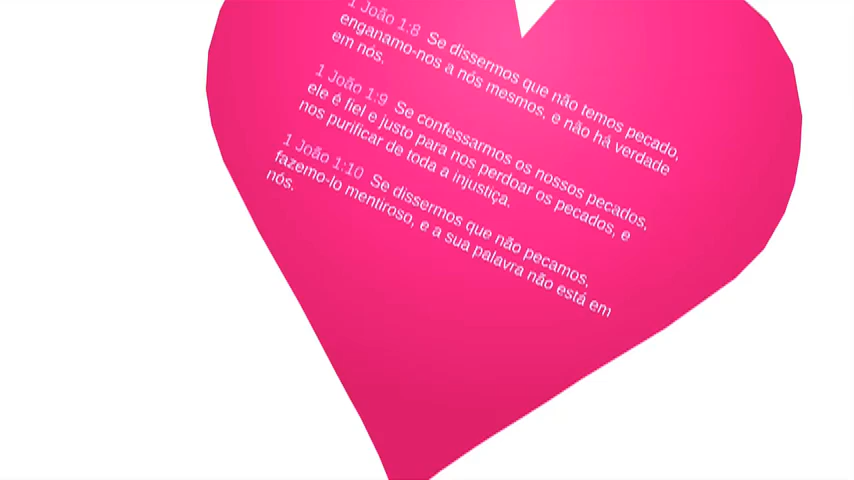 1 João 1:8 Se dissermos que não temos pecado,
enganamo-nos a nós mesmos, e não há verdade
em nós.
1 João 1:9 Se confessarmos os nossos pecados,
ele é fiel e justo para nos perdoar os pecados, e
nos purificar de toda a injustiça.
1 João 1:10 Se dissermos que não pecamos,
fazemo-lo mentiroso, e a sua palavra não está em
nós.